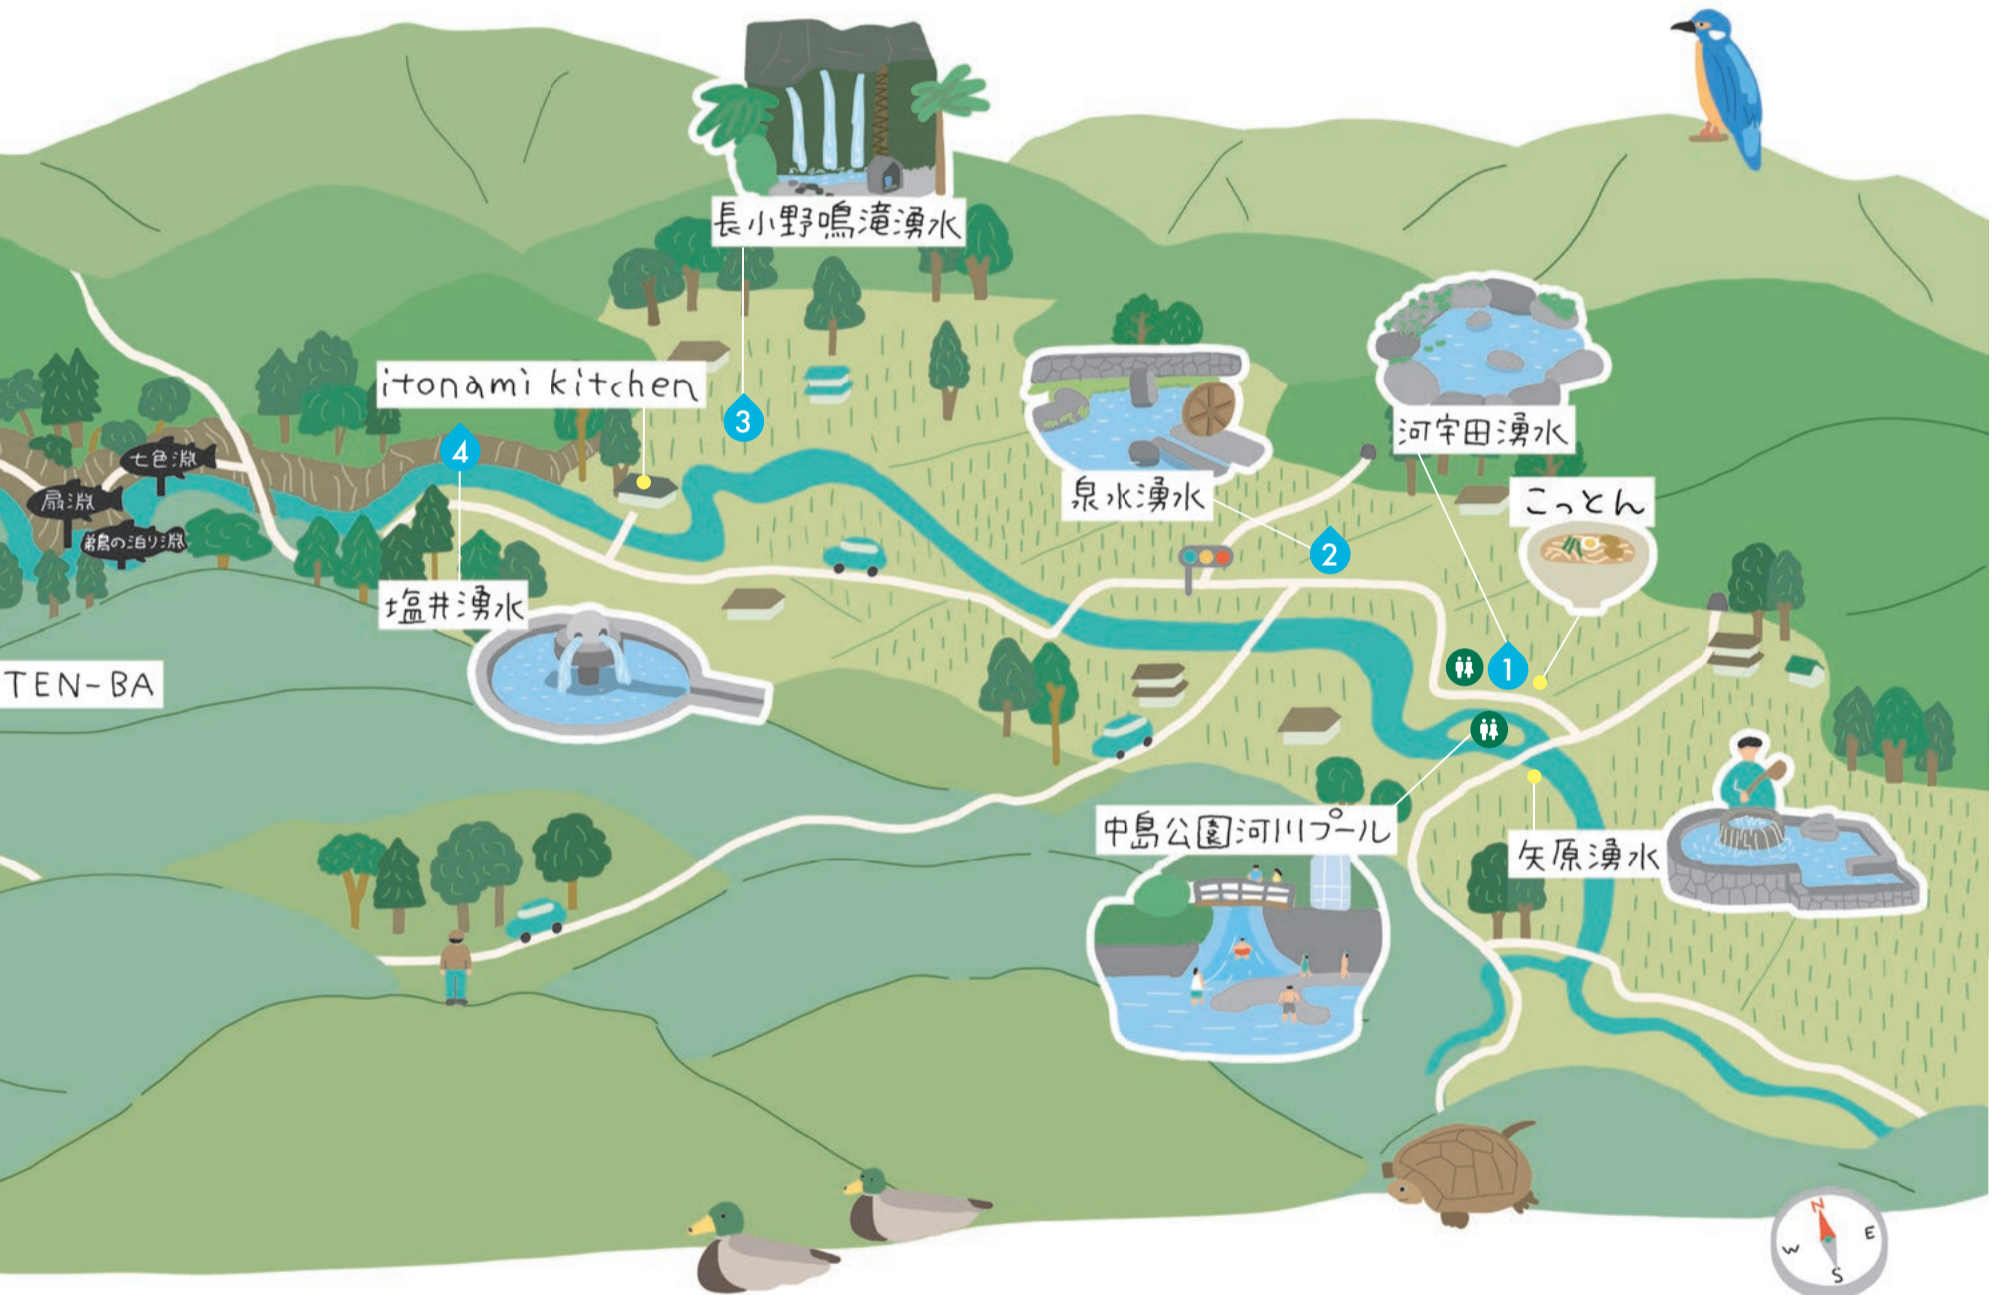 長小野鳴滝湧水
itonami kitchen
3
河宇田湧水
七色淵
4
泉水湧水
こっとん
扇淵
鵜の泊り淵
2
塩井湧水
1
TEN-BA
中島公園河川プール
矢原湧水
N
W
E
S